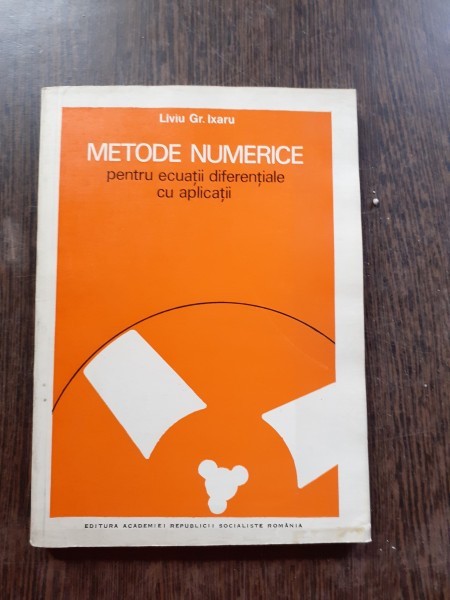 Liviu Gr. Ixaru
METODE NUMERICE
pentru ecuații diferențiale
cu aplicații
EDITURA ACADEMIEI REPUBLICII SOCIALISTE ROMÂNIA